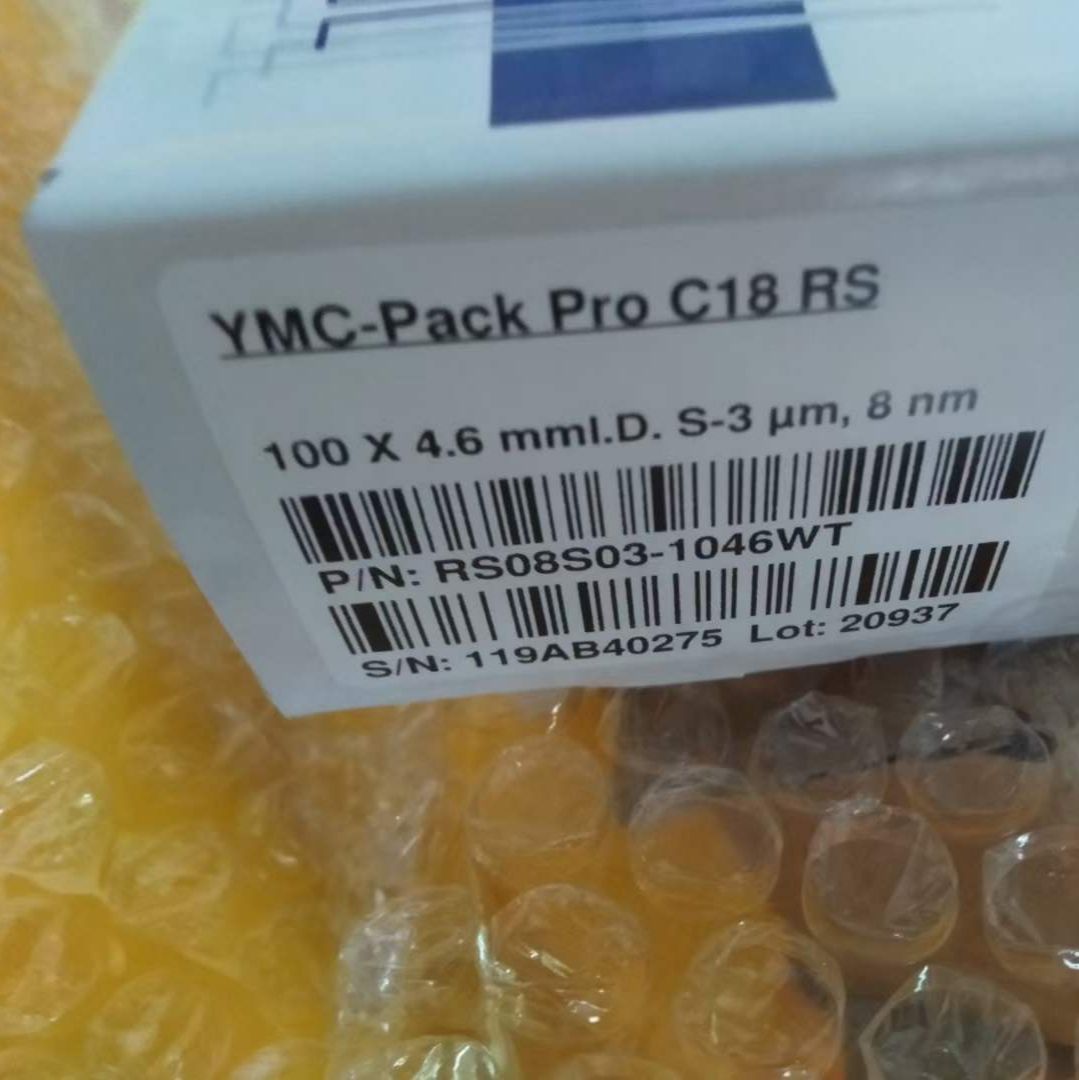 YMC-Pack Pro C18 RS
100 X 4.6 mmI.D. S-3 µm, 8 nm
P/N: RS08S03-1046WT
S/N: 119AB40275 Lot: 20937